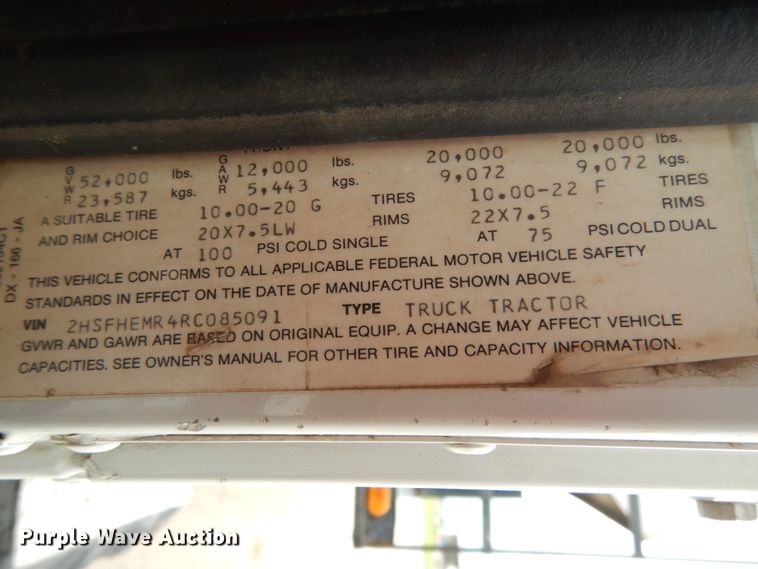 GVWR 52,000 lbs. GAWR 12,000 lbs. 20,000 20,000 lbs.
23,587 kgs. 5,443 kgs. 9,072 9,072 kgs.
A SUITABLE TIRE 10.00-20 G TIRES 10.00-22 F TIRES
AND RIM CHOICE 20X7.5LW RIMS 22X7.5 RIMS
AT 100 PSI COLD SINGLE AT 75 PSI COLD DUAL
THIS VEHICLE CONFORMS TO ALL APPLICABLE FEDERAL MOTOR VEHICLE SAFETY
STANDARDS IN EFFECT ON THE DATE OF MANUFACTURE SHOWN ABOVE.
VIN 2HSFHEMR4RC085091 TYPE TRUCK TRACTOR
GVWR AND GAWR ARE BASED ON ORIGINAL EQUIP. A CHANGE MAY AFFECT VEHICLE
CAPACITIES. SEE OWNER'S MANUAL FOR OTHER TIRE AND CAPACITY INFORMATION.
DX - 166 - JA
Purple Wave Auction